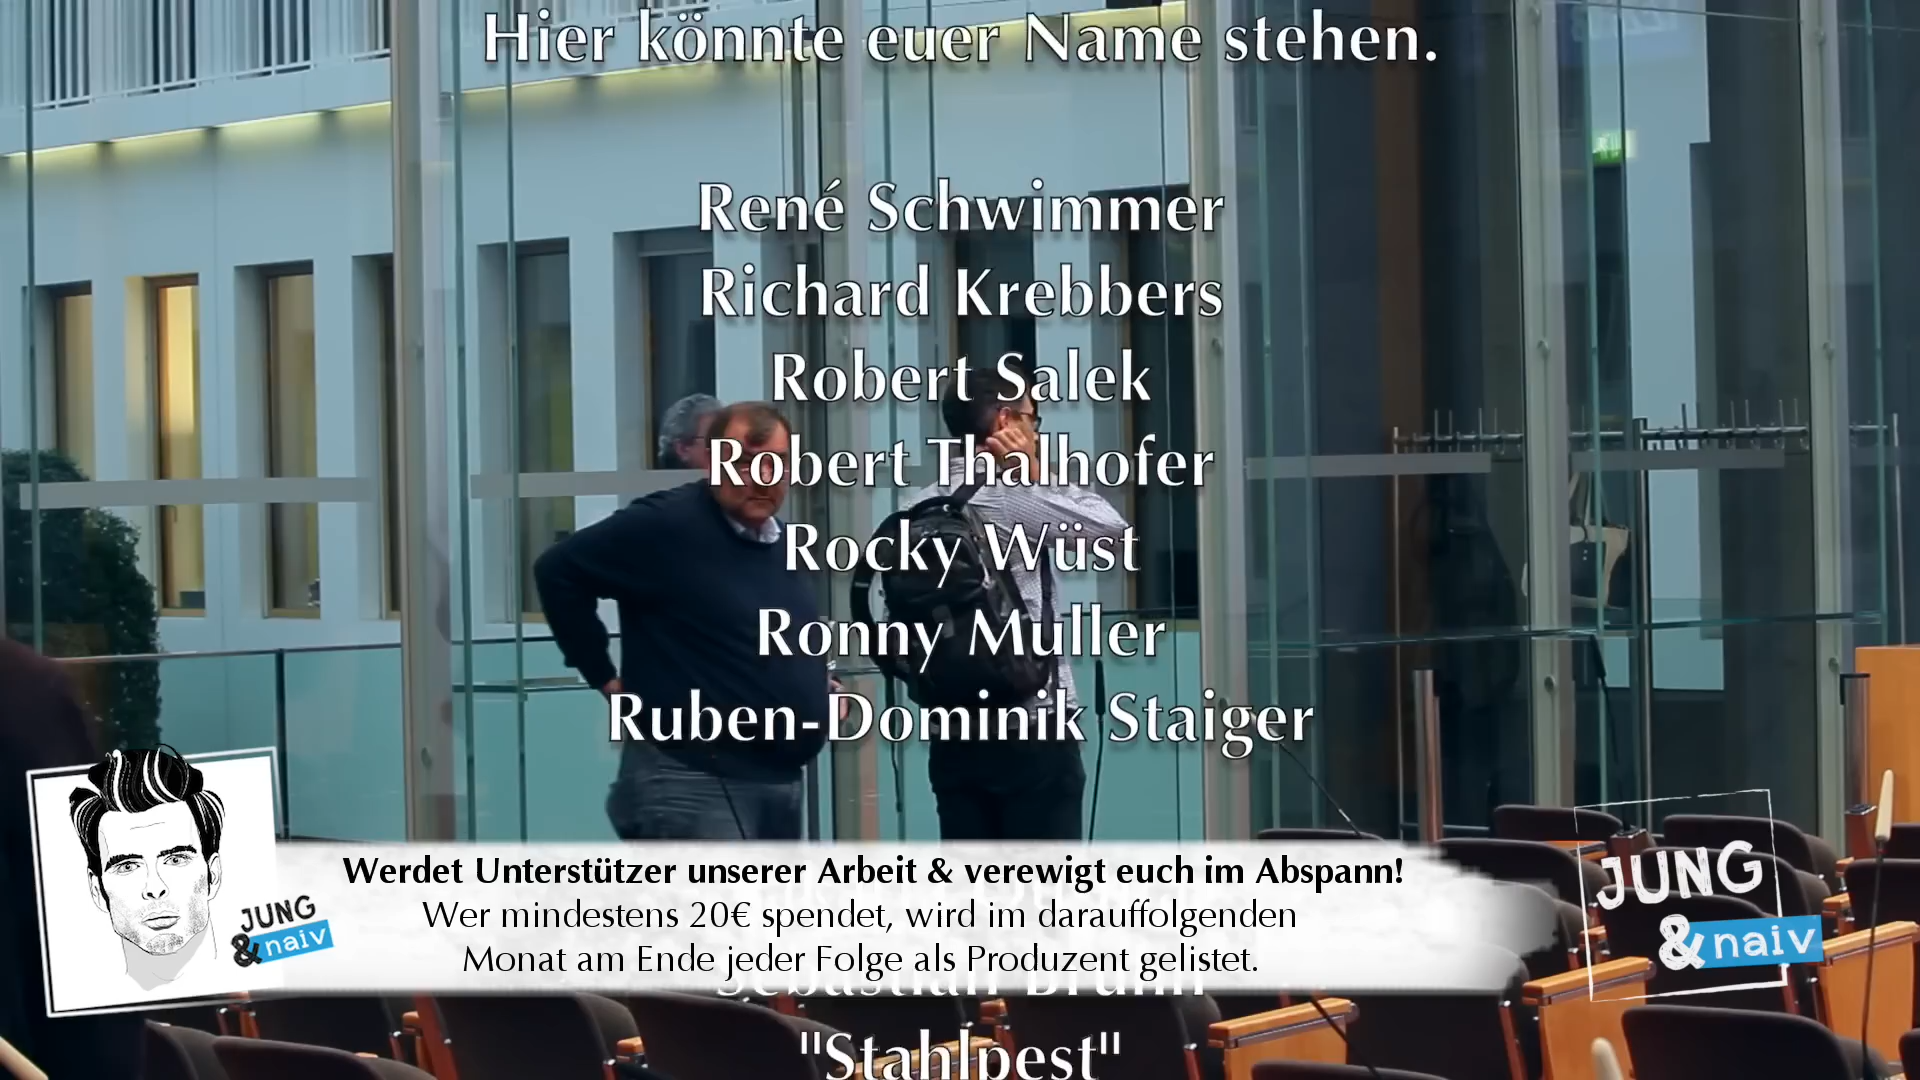 Hier könnte euer Name stehen.
René Schwimmer
Richard Krebbers
Robert Salek
Robert Thalhofer
Rocky Wüst
Ronny Muller
Ruben-Dominik Staiger
Werdet Unterstützer unserer Arbeit & verewigt euch im Abspann!
Wer mindestens 20€ spendet, wird im darauffolgenden
Monat am Ende jeder Folge als Produzent gelistet.
JUNG
& naiv
JUNG
& naiv
"Stahlpest"